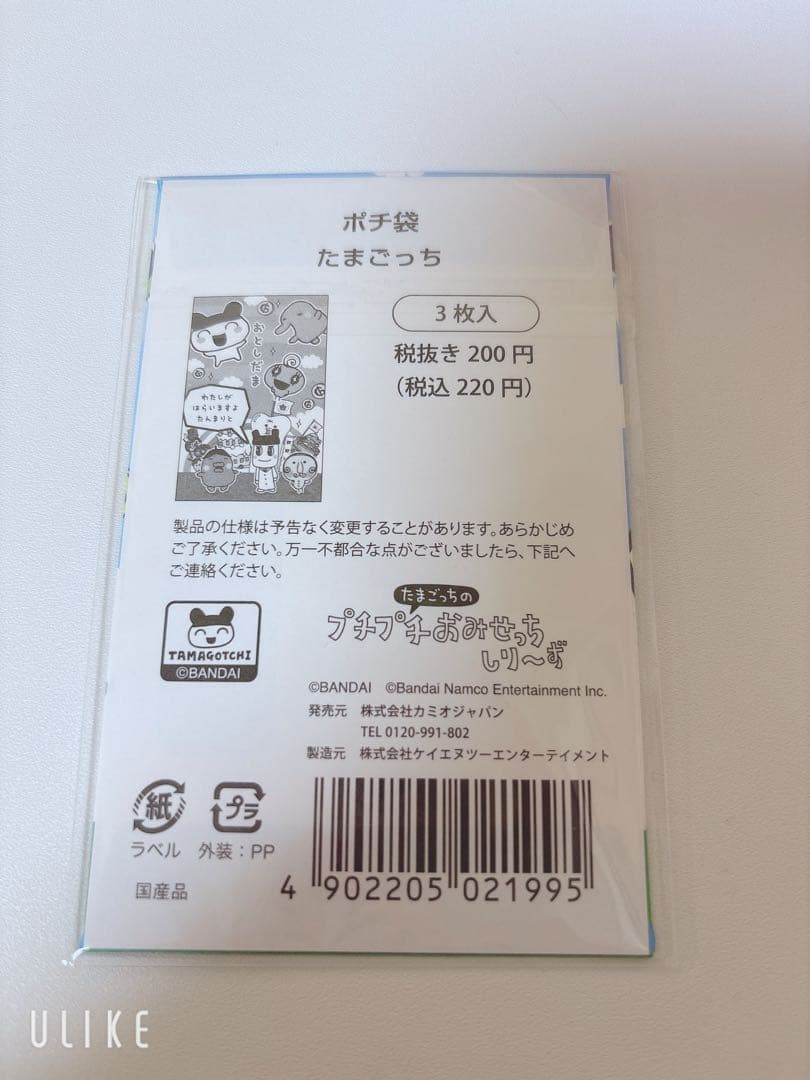 ポチ袋
たまごっち
おとしだま
わたしが
はらいますよ
たんまりと
3枚入
税抜き 200 円
(税込 220 円)
製品の仕様は予告なく変更することがあります。あらかじめ
ご了承ください。万一不都合な点がございましたら、下記へ
ご連絡ください。
TAMAGOTCHI
©BANDAI
たまごっちの
プチプチおみせっち
しり〜ず
©BANDAI ©Bandai Namco Entertainment Inc.
発売元 株式会社カミオジャパン
TEL 0120-991-802
製造元 株式会社ケイエヌツーエンターテイメント
紙
ラベル
プラ
外装:PP
国産品
4 902205 021995
ULIKE